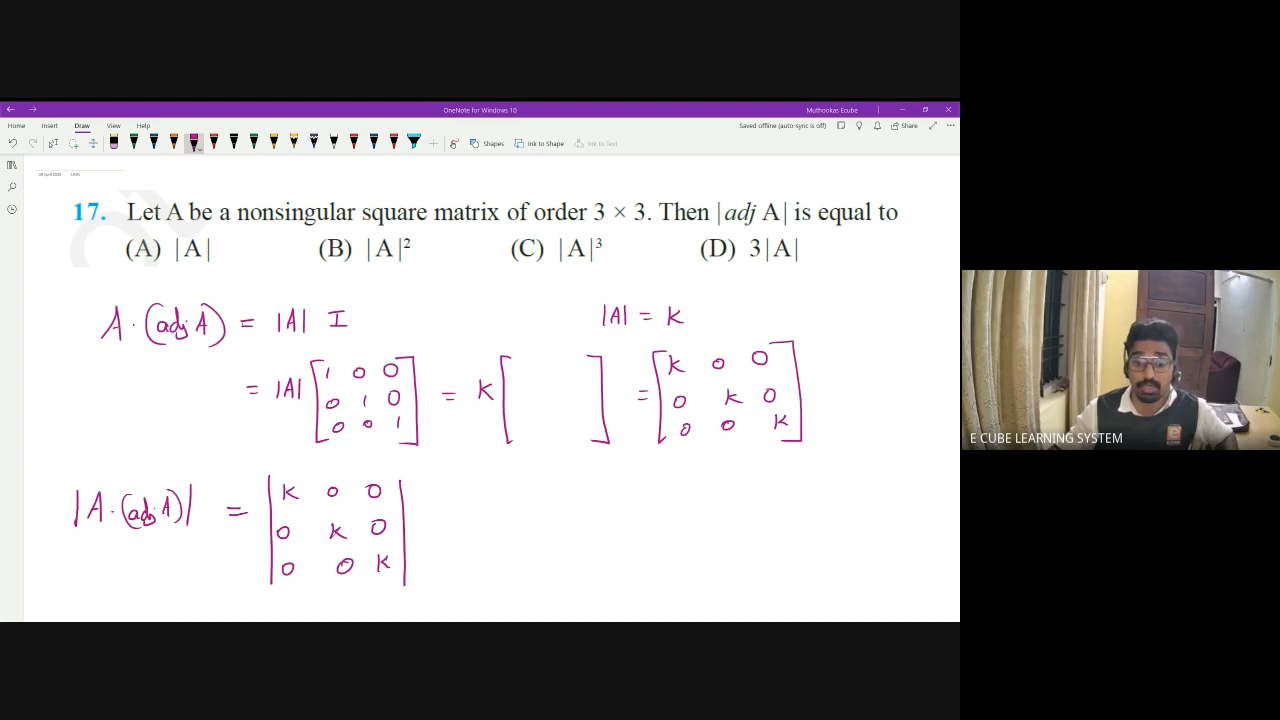 OneNote for Windows 10
Muthookas Ecube
Home Insert Draw View Help
Saved offline (auto-sync is off)
Share
Shapes
Ink to Shape
Ink to Text
17. Let A be a nonsingular square matrix of order 3 × 3. Then |adj A| is equal to
(A) |A| (B) |A|² (C) |A|³ (D) 3|A|
A · (adj A) = |A| I
|A| = K
= |A| [1 0 0
0 1 0
0 0 1] = K [ ] = [K 0 0
0 K 0
0 0 K]
|A · (adj A)| = |K 0 0
0 K 0
0 0 K|
E CUBE LEARNING SYSTEM